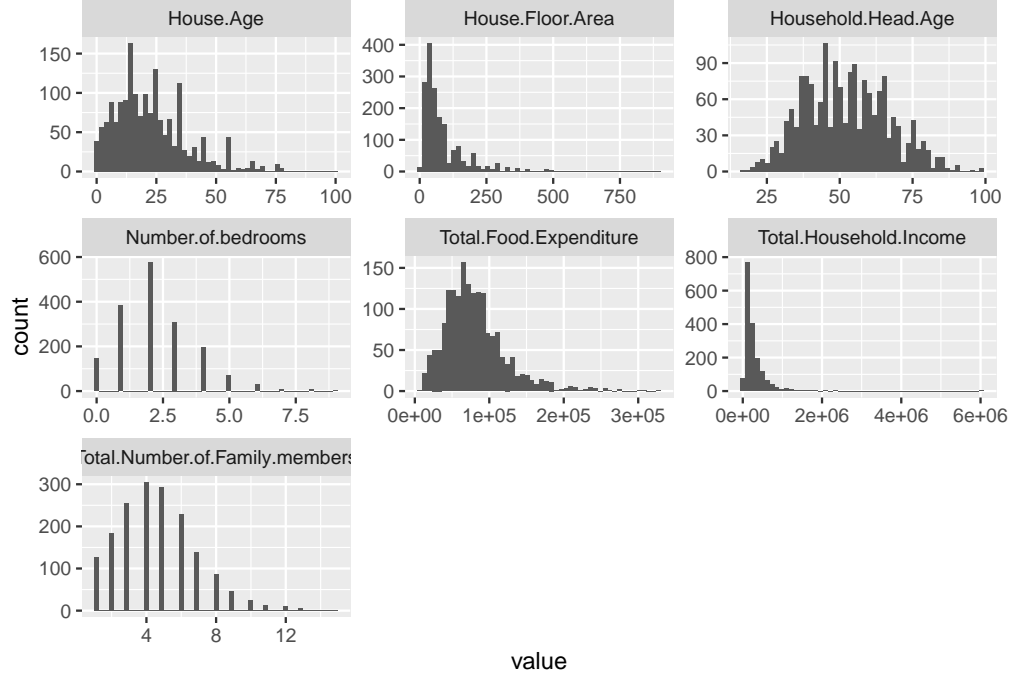 House.Age
House.Floor.Area
Household.Head.Age
150
100
50
0
0 25 50 75 100
400
300
200
100
0
0 250 500 750
90
60
30
0
25 50 75 100
Number.of.bedrooms
Total.Food.Expenditure
Total.Household.Income
600
400
200
0
0.0 2.5 5.0 7.5
150
100
50
0
0e+00 1e+05 2e+05 3e+05
800
600
400
200
0
0e+00 2e+06 4e+06 6e+06
Total.Number.of.Family.members
300
200
100
0
4 8 12
count
value